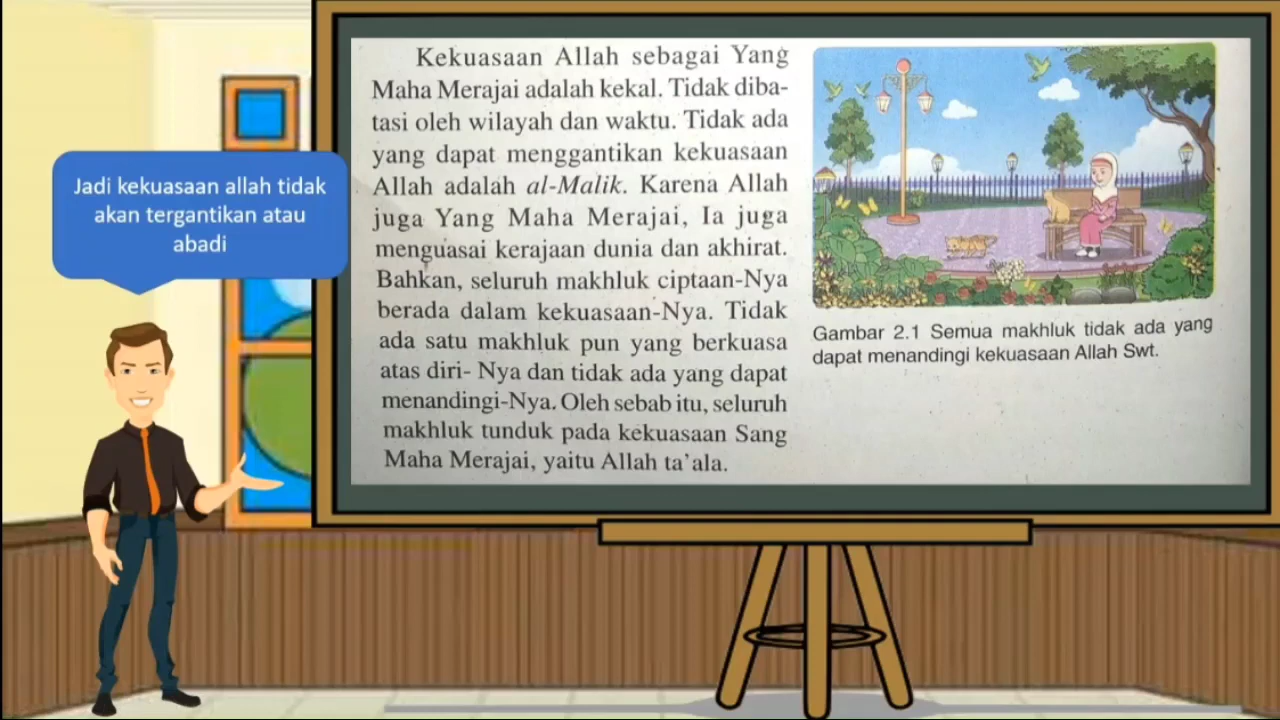 Jadi kekuasaan allah tidak
akan tergantikan atau
abadi
Kekuasaan Allah sebagai Yang
Maha Merajai adalah kekal. Tidak diba-
tasi oleh wilayah dan waktu. Tidak ada
yang dapat menggantikan kekuasaan
Allah adalah al-Malik. Karena Allah
juga Yang Maha Merajai, Ia juga
menguasai kerajaan dunia dan akhirat.
Bahkan, seluruh makhluk ciptaan-Nya
berada dalam kekuasaan-Nya. Tidak
ada satu makhluk pun yang berkuasa
atas diri- Nya dan tidak ada yang dapat
menandingi-Nya. Oleh sebab itu, seluruh
makhluk tunduk pada kekuasaan Sang
Maha Merajai, yaitu Allah ta'ala.
Gambar 2.1 Semua makhluk tidak ada yang
dapat menandingi kekuasaan Allah Swt.